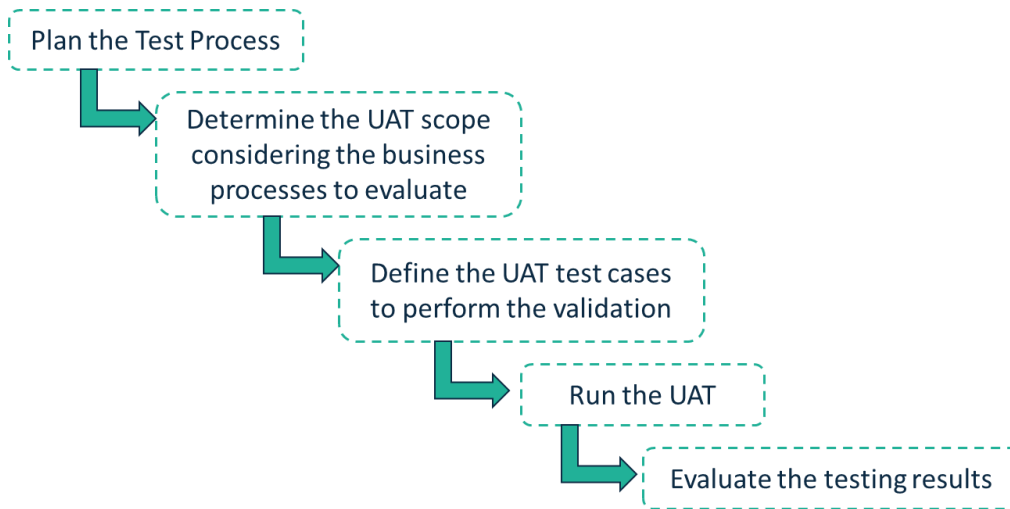 Plan the Test Process
Determine the UAT scope
considering the business
processes to evaluate
Define the UAT test cases
to perform the validation
Run the UAT
Evaluate the testing results